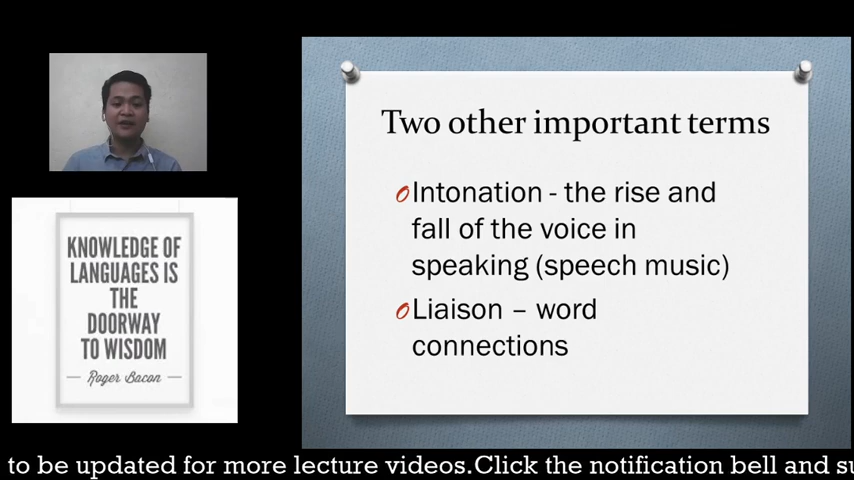 Two other important terms
Intonation - the rise and
fall of the voice in
speaking (speech music)
Liaison – word
connections
KNOWLEDGE OF
LANGUAGES IS
THE
DOORWAY
TO WISDOM
— Roger Bacon —
to be updated for more lecture videos.Click the notification bell and su